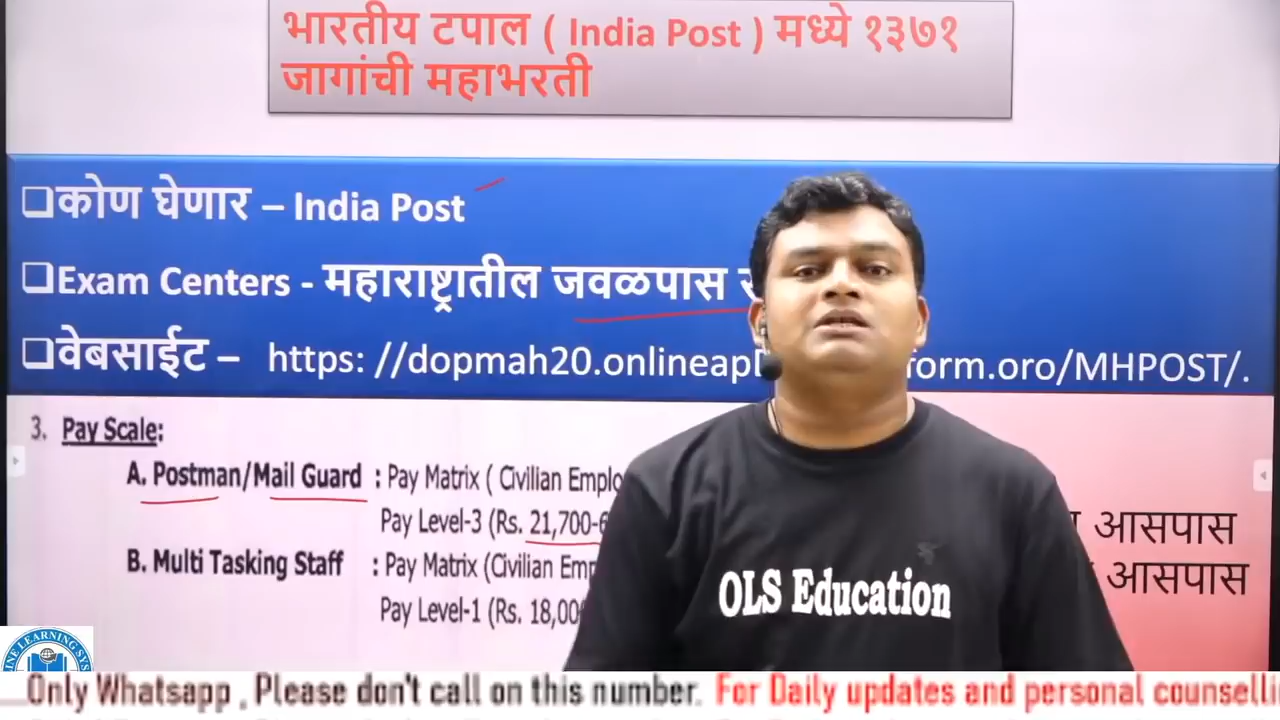 भारतीय टपाल ( India Post ) मध्ये १३७१
जागांची महाभरती
❑कोण घेणार – India Post
❑Exam Centers - महाराष्ट्रातील जवळपास
❑वेबसाईट – https: //dopmah20.onlineap form.oro/MHPOST/.
3. Pay Scale:
A. Postman/Mail Guard : Pay Matrix ( Civilian Emplo
Pay Level-3 (Rs. 21,700-
आसपास
B. Multi Tasking Staff : Pay Matrix (Civilian Emp
आसपास
Pay Level-1 (Rs. 18,00
OLS Education
INE LEARNING SYS
Only Whatsapp , Please don't call on this number. For Daily updates and personal counselli